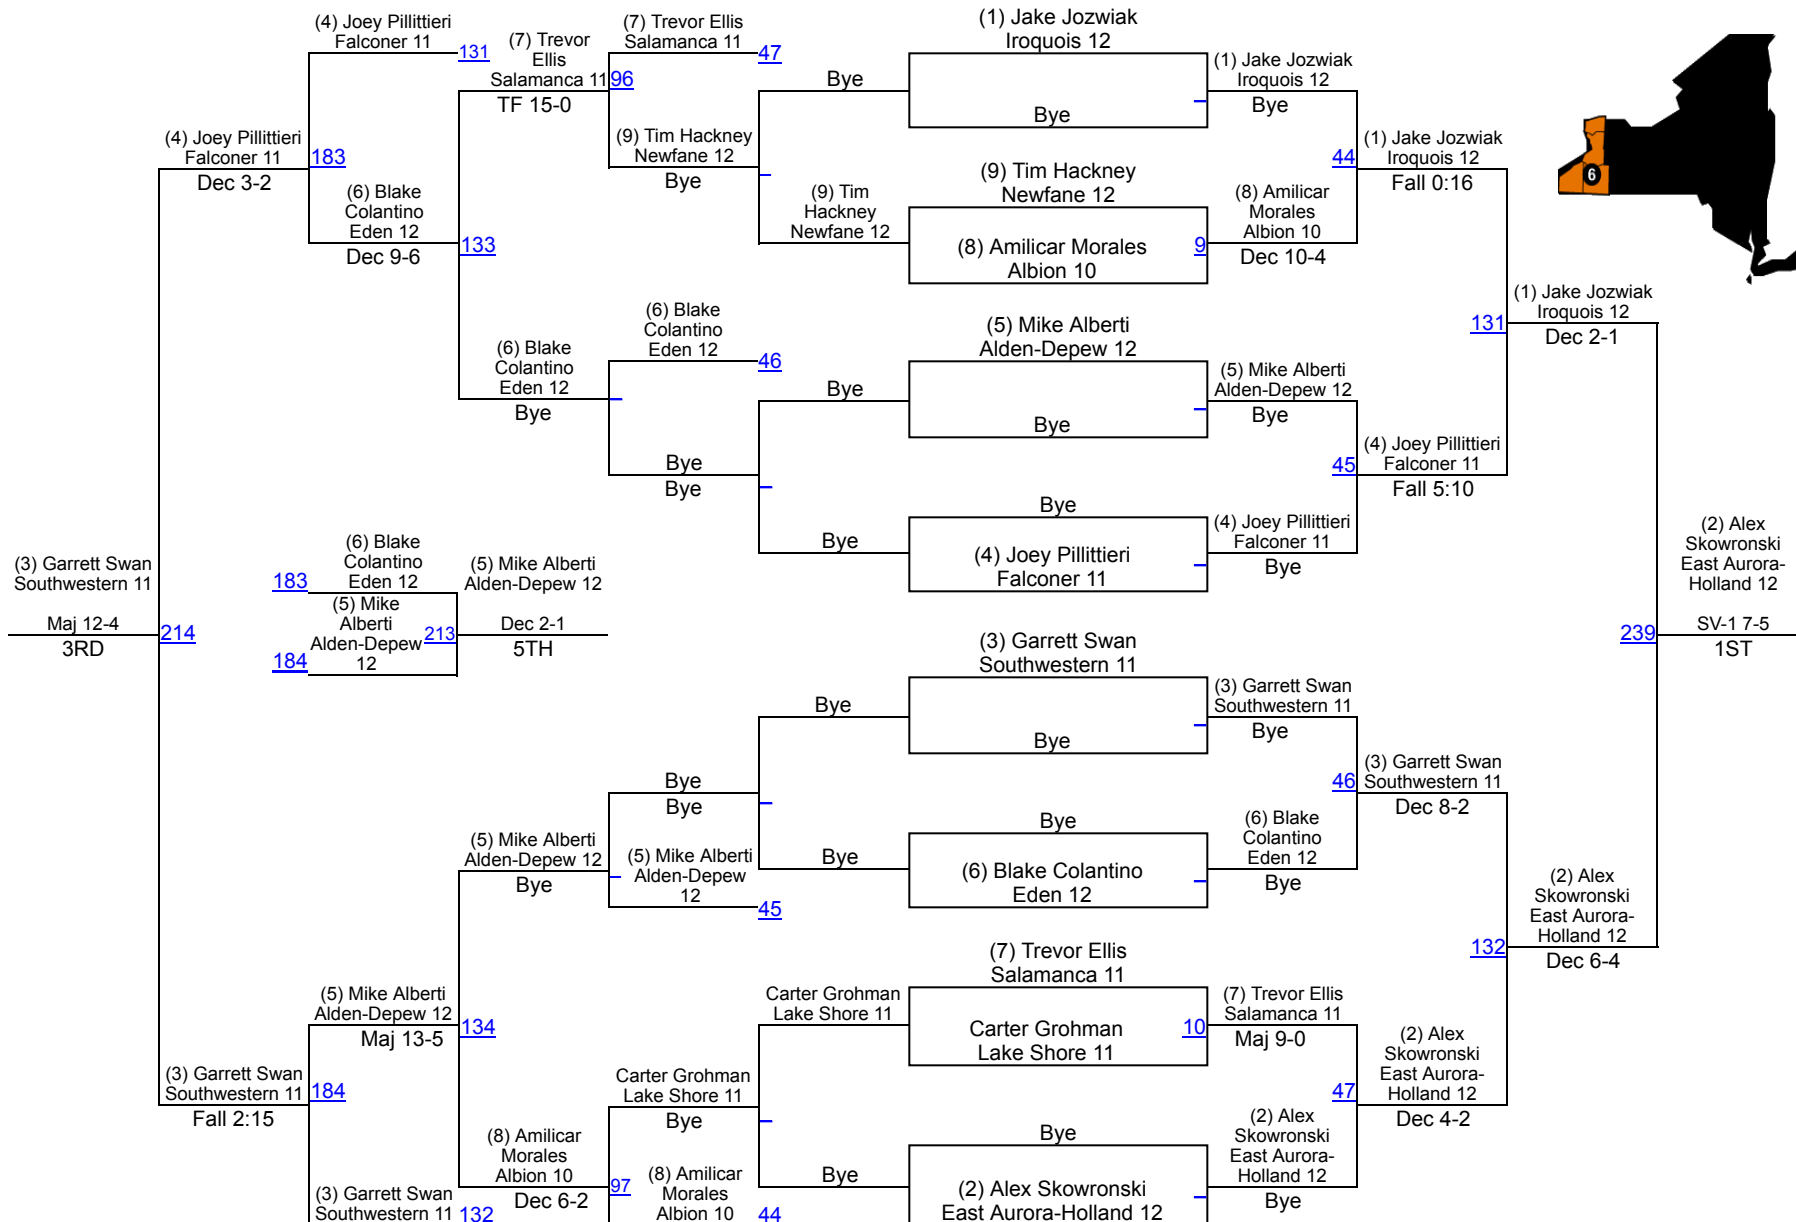 (4) Joey Pillittieri
Falconer 11
131
(7) Trevor
Ellis
Salamanca 11
96
TF 15-0
(7) Trevor Ellis
Salamanca 11
47
(1) Jake Jozwiak
Iroquois 12
Bye
Bye
(1) Jake Jozwiak
Iroquois 12
Bye
(4) Joey Pillittieri
Falconer 11
183
Dec 3-2
(9) Tim Hackney
Newfane 12
Bye
44
(1) Jake Jozwiak
Iroquois 12
Fall 0:16
6
(6) Blake
Colantino
Eden 12
133
Dec 9-6
(9) Tim
Hackney
Newfane 12
(9) Tim Hackney
Newfane 12
(8) Amilicar Morales
Albion 10
9
(8) Amilicar
Morales
Albion 10
Dec 10-4
(6) Blake
Colantino
Eden 12
46
(6) Blake
Colantino
Eden 12
Bye
(5) Mike Alberti
Alden-Depew 12
Bye
Bye
(5) Mike Alberti
Alden-Depew 12
Bye
131
(1) Jake Jozwiak
Iroquois 12
Dec 2-1
Bye
Bye
45
(4) Joey Pillittieri
Falconer 11
Fall 5:10
Bye
Bye
(4) Joey Pillittieri
Falconer 11
(4) Joey Pillittieri
Falconer 11
Bye
(3) Garrett Swan
Southwestern 11
Maj 12-4
3RD
214
183
(6) Blake
Colantino
Eden 12
(5) Mike
Alberti
Alden-Depew
12
184
213
(5) Mike Alberti
Alden-Depew 12
Dec 2-1
5TH
(2) Alex
Skowronski
East Aurora-
Holland 12
239
SV-1 7-5
1ST
(3) Garrett Swan
Southwestern 11
Bye
Bye
(3) Garrett Swan
Southwestern 11
Bye
Bye
Bye
46
(3) Garrett Swan
Southwestern 11
Dec 8-2
(5) Mike Alberti
Alden-Depew 12
Bye
(5) Mike Alberti
Alden-Depew
12
45
Bye
Bye
(6) Blake Colantino
Eden 12
(6) Blake
Colantino
Eden 12
Bye
132
(2) Alex
Skowronski
East Aurora-
Holland 12
Dec 6-4
(5) Mike Alberti
Alden-Depew 12
134
Maj 13-5
Carter Grohman
Lake Shore 11
(7) Trevor Ellis
Salamanca 11
Carter Grohman
Lake Shore 11
10
(7) Trevor Ellis
Salamanca 11
Maj 9-0
(3) Garrett Swan
Southwestern 11
184
Fall 2:15
Carter Grohman
Lake Shore 11
Bye
47
(2) Alex
Skowronski
East Aurora-
Holland 12
Dec 4-2
(3) Garrett Swan
Southwestern 11
132
(8) Amilicar
Morales
Albion 10
Dec 6-2
97
(8) Amilicar
Morales
Albion 10
44
Bye
Bye
(2) Alex Skowronski
East Aurora-Holland 12
(2) Alex
Skowronski
East Aurora-
Holland 12
Bye